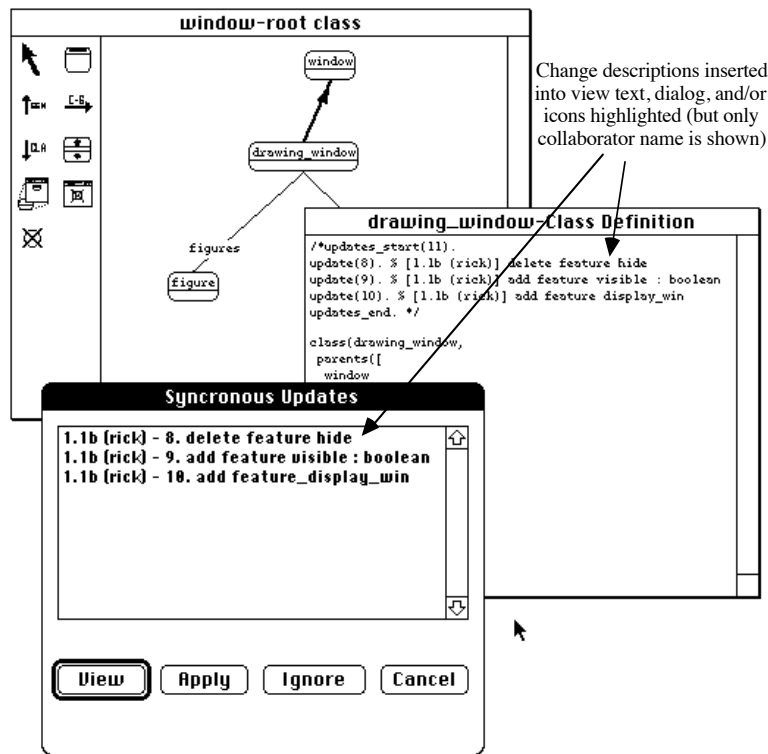 window-root class
window
Change descriptions inserted
into view text, dialog, and/or
icons highlighted (but only
collaborator name is shown)
drawing_window
figures
figure
drawing_window-Class Definition
/*updates_start(11).
update(8). % [1.1b (rick)] delete feature hide
update(9). % [1.1b (rick)] add feature visible : boolean
update(10). % [1.1b (rick)] add feature display_win
updates_end. */
class(drawing_window,
parents([
window
Syncronous Updates
1.1b (rick) - 8. delete feature hide
1.1b (rick) - 9. add feature visible : boolean
1.1b (rick) - 10. add feature_display_win
View Apply Ignore Cancel